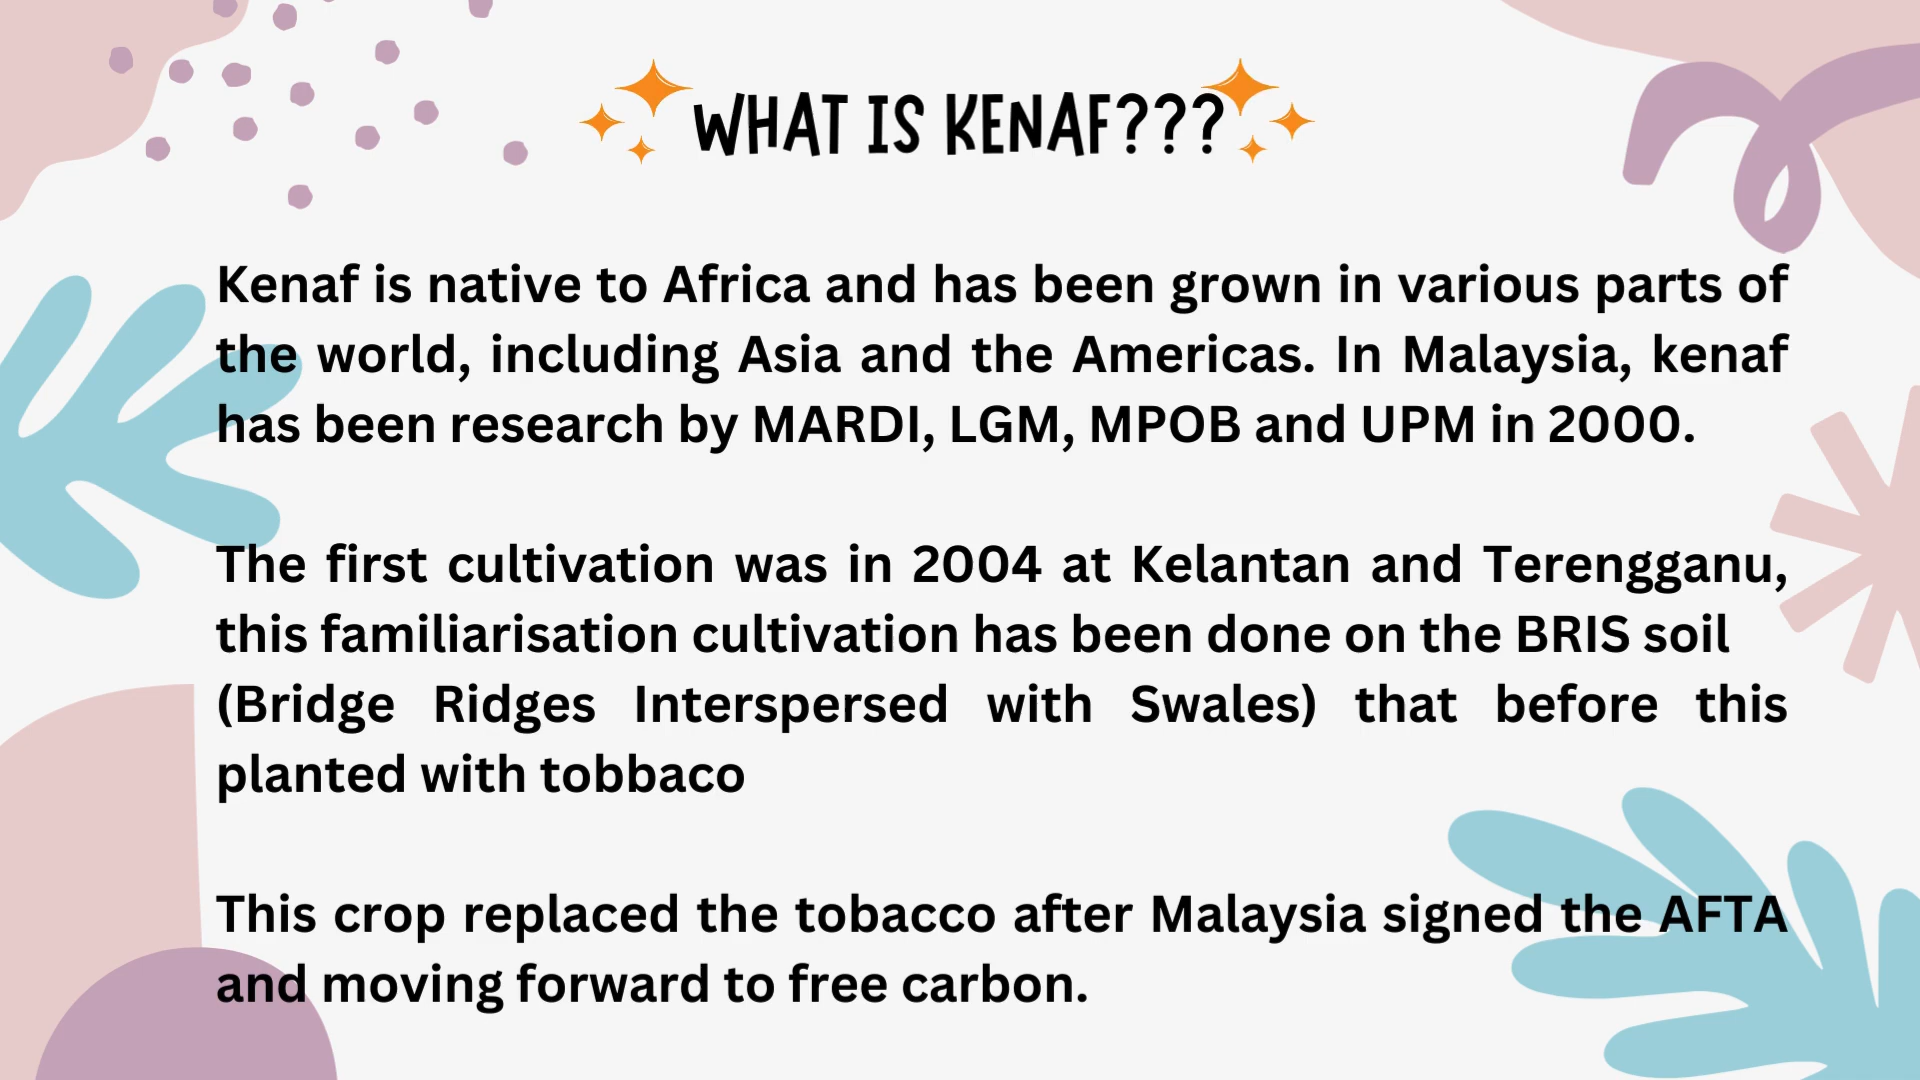 WHAT IS KENAF???
Kenaf is native to Africa and has been grown in various parts of
the world, including Asia and the Americas. In Malaysia, kenaf
has been research by MARDI, LGM, MPOB and UPM in 2000.
The first cultivation was in 2004 at Kelantan and Terengganu,
this familiarisation cultivation has been done on the BRIS soil
(Bridge Ridges Interspersed with Swales) that before this
planted with tobbaco
This crop replaced the tobacco after Malaysia signed the AFTA
and moving forward to free carbon.